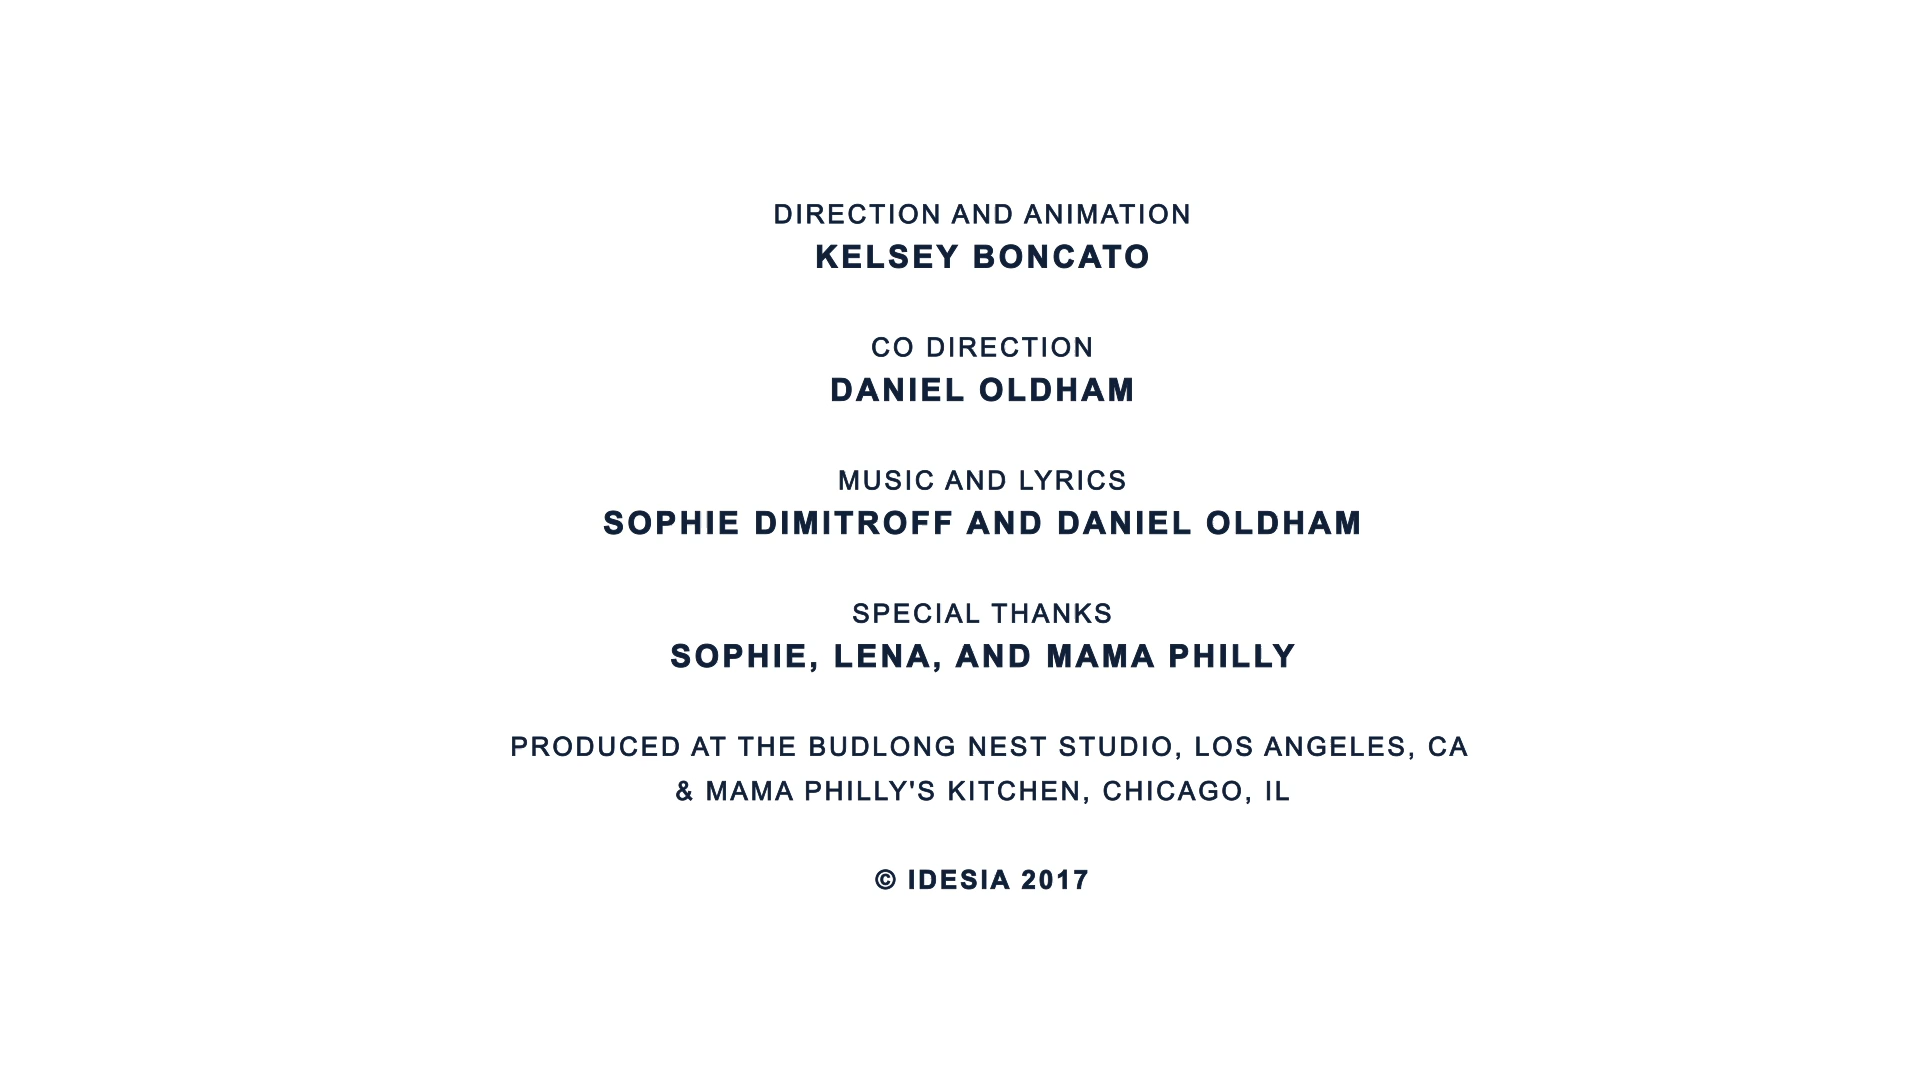 DIRECTION AND ANIMATION
KELSEY BONCATO
CO DIRECTION
DANIEL OLDHAM
MUSIC AND LYRICS
SOPHIE DIMITROFF AND DANIEL OLDHAM
SPECIAL THANKS
SOPHIE, LENA, AND MAMA PHILLY
PRODUCED AT THE BUDLONG NEST STUDIO, LOS ANGELES, CA
& MAMA PHILLY'S KITCHEN, CHICAGO, IL
© IDESIA 2017